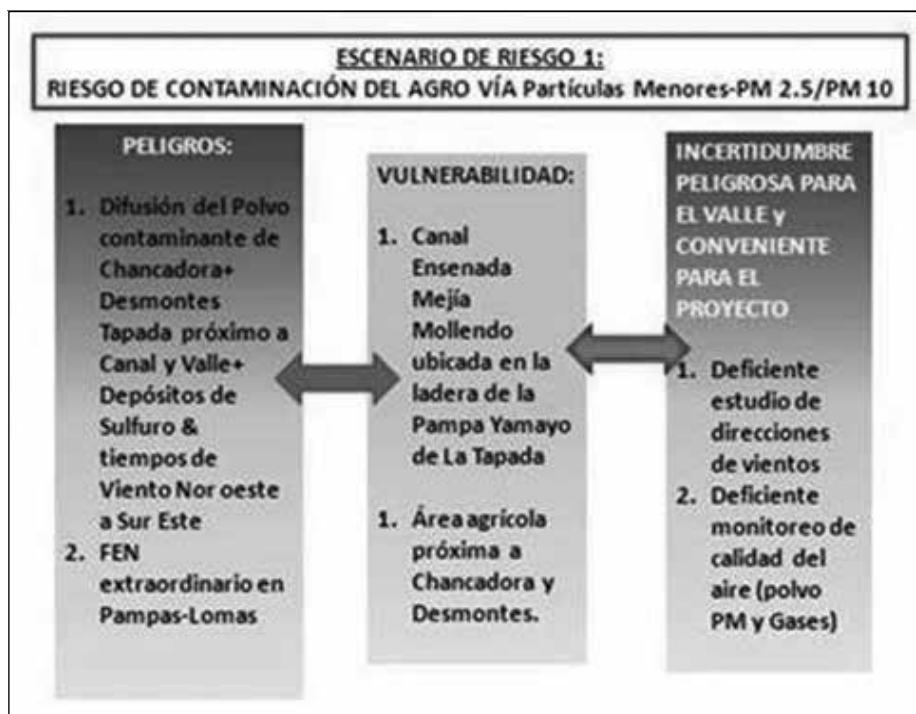 ESCENARIO DE RIESGO 1:
RIESGO DE CONTAMINACIÓN DEL AGRO VÍA Partículas Menores-PM 2.5/PM 10
PELIGROS:
1. Difusión del Polvo
contaminante de
Chancadora+
Desmontes
Tapada próximo a
Canal y Valle+
Depósitos de
Sulfuro &
tiempos de
Viento Nor oeste
a Sur Este
2. FEN
extraordinario en
Pampas-Lomas
VULNERABILIDAD:
1. Canal
Ensenada
Mejía
Mollendo
ubicada en la
ladera de la
Pampa Yamayo
de La Tapada
1. Área agrícola
próxima a
Chancadora y
Desmontes.
INCERTIDUMBRE
PELIGROSA PARA
EL VALLE y
CONVENIENTE
PARA EL
PROYECTO
1. Deficiente
estudio de
direcciones
de vientos
2. Deficiente
monitoreo de
calidad del
aire (polvo
PM y Gases)